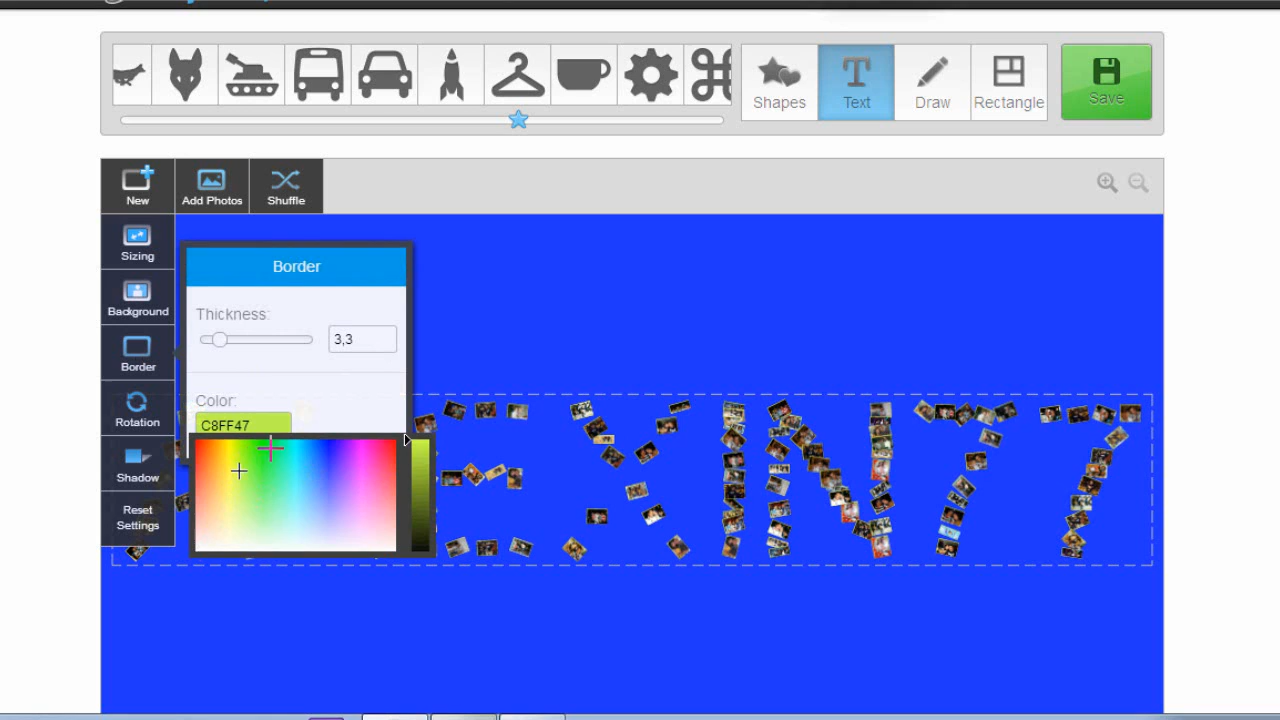 Shapes
Text
Draw
Rectangle
Save
New
Add Photos
Shuffle
Sizing
Background
Border
Rotation
Shadow
Reset
Settings
Border
Thickness:
3,3
Color:
C8FF47
EXIN77